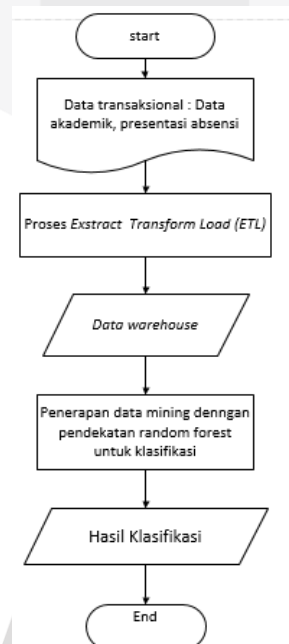 start
Data transaksional : Data
akademik, presentasi absensi
Proses Exstract Transform Load (ETL)
Data warehouse
Penerapan data mining denngan
pendekatan random forest
untuk klasifikasi
Hasil Klasifikasi
End